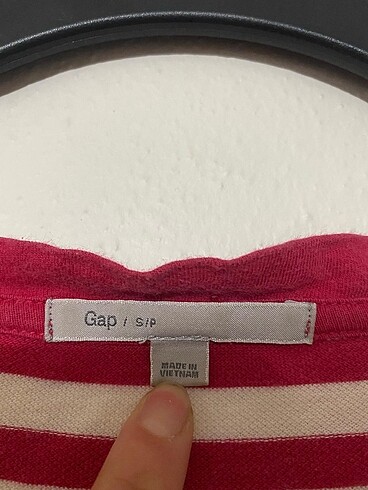 Gap / S/P
MADE IN
VIETNAM